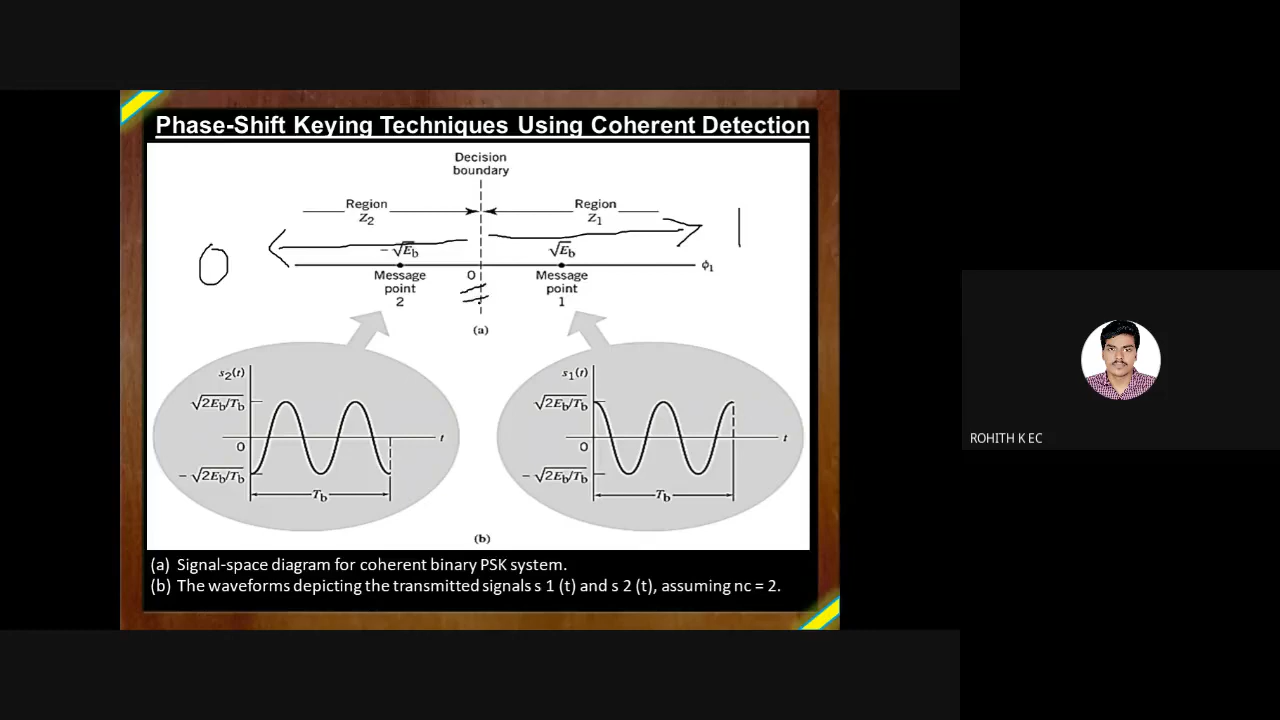 Phase-Shift Keying Techniques Using Coherent Detection
Decision
boundary
Region
Z2
Region
Z1
0
1
−√Eb
√Eb
ϕ1
Message
point
2
0
Message
point
1
(a)
s2(t)
√2Eb/Tb
0
t
−√2Eb/Tb
Tb
s1(t)
√2Eb/Tb
0
t
−√2Eb/Tb
Tb
(b)
(a) Signal-space diagram for coherent binary PSK system.
(b) The waveforms depicting the transmitted signals s 1 (t) and s 2 (t), assuming nc = 2.
ROHITH K EC